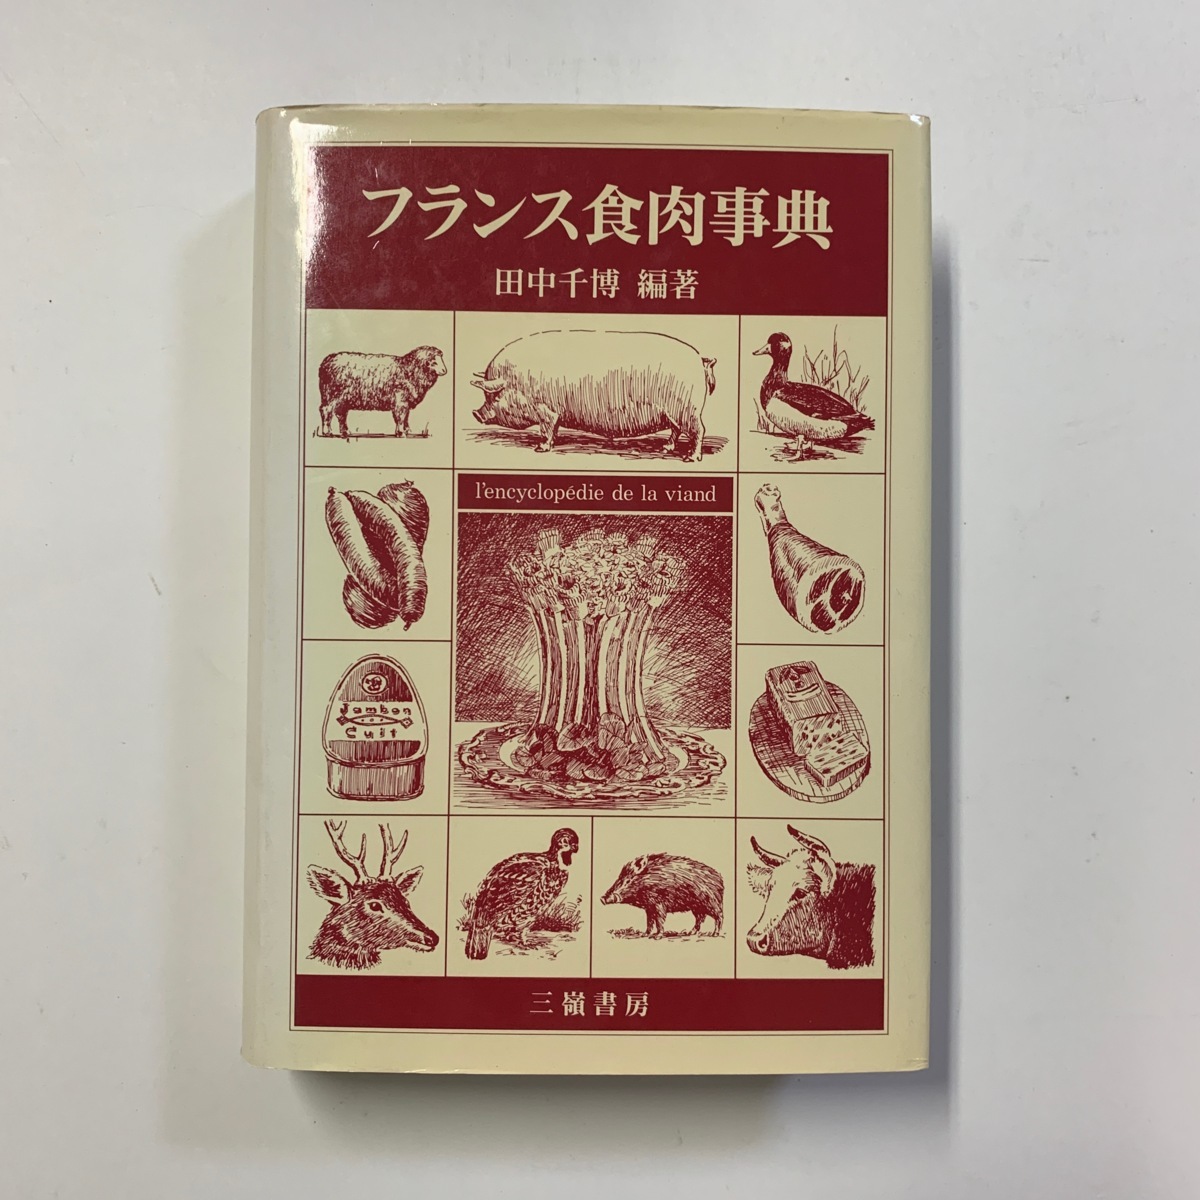 フランス食肉事典
田中千博 編著
l'encyclopédie de la viand
Jambon
Cuit
三嶺書房